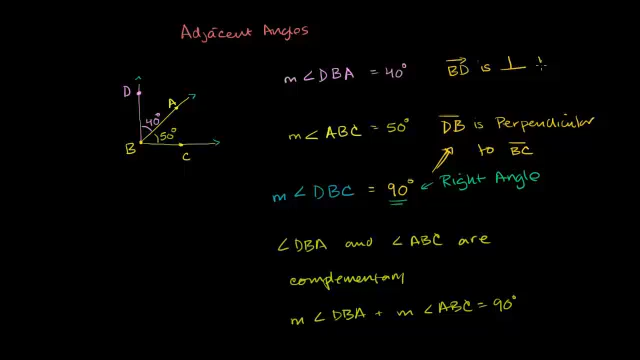 Adjacent Angles
m ∠DBA = 40°
BD is ⊥
D
A
40°
50°
B
C
m ∠ABC = 50°
DB is Perpendicular
to BC
m ∠DBC = 90°
Right Angle
∠DBA and ∠ABC are
complementary
m ∠DBA + m ∠ABC = 90°